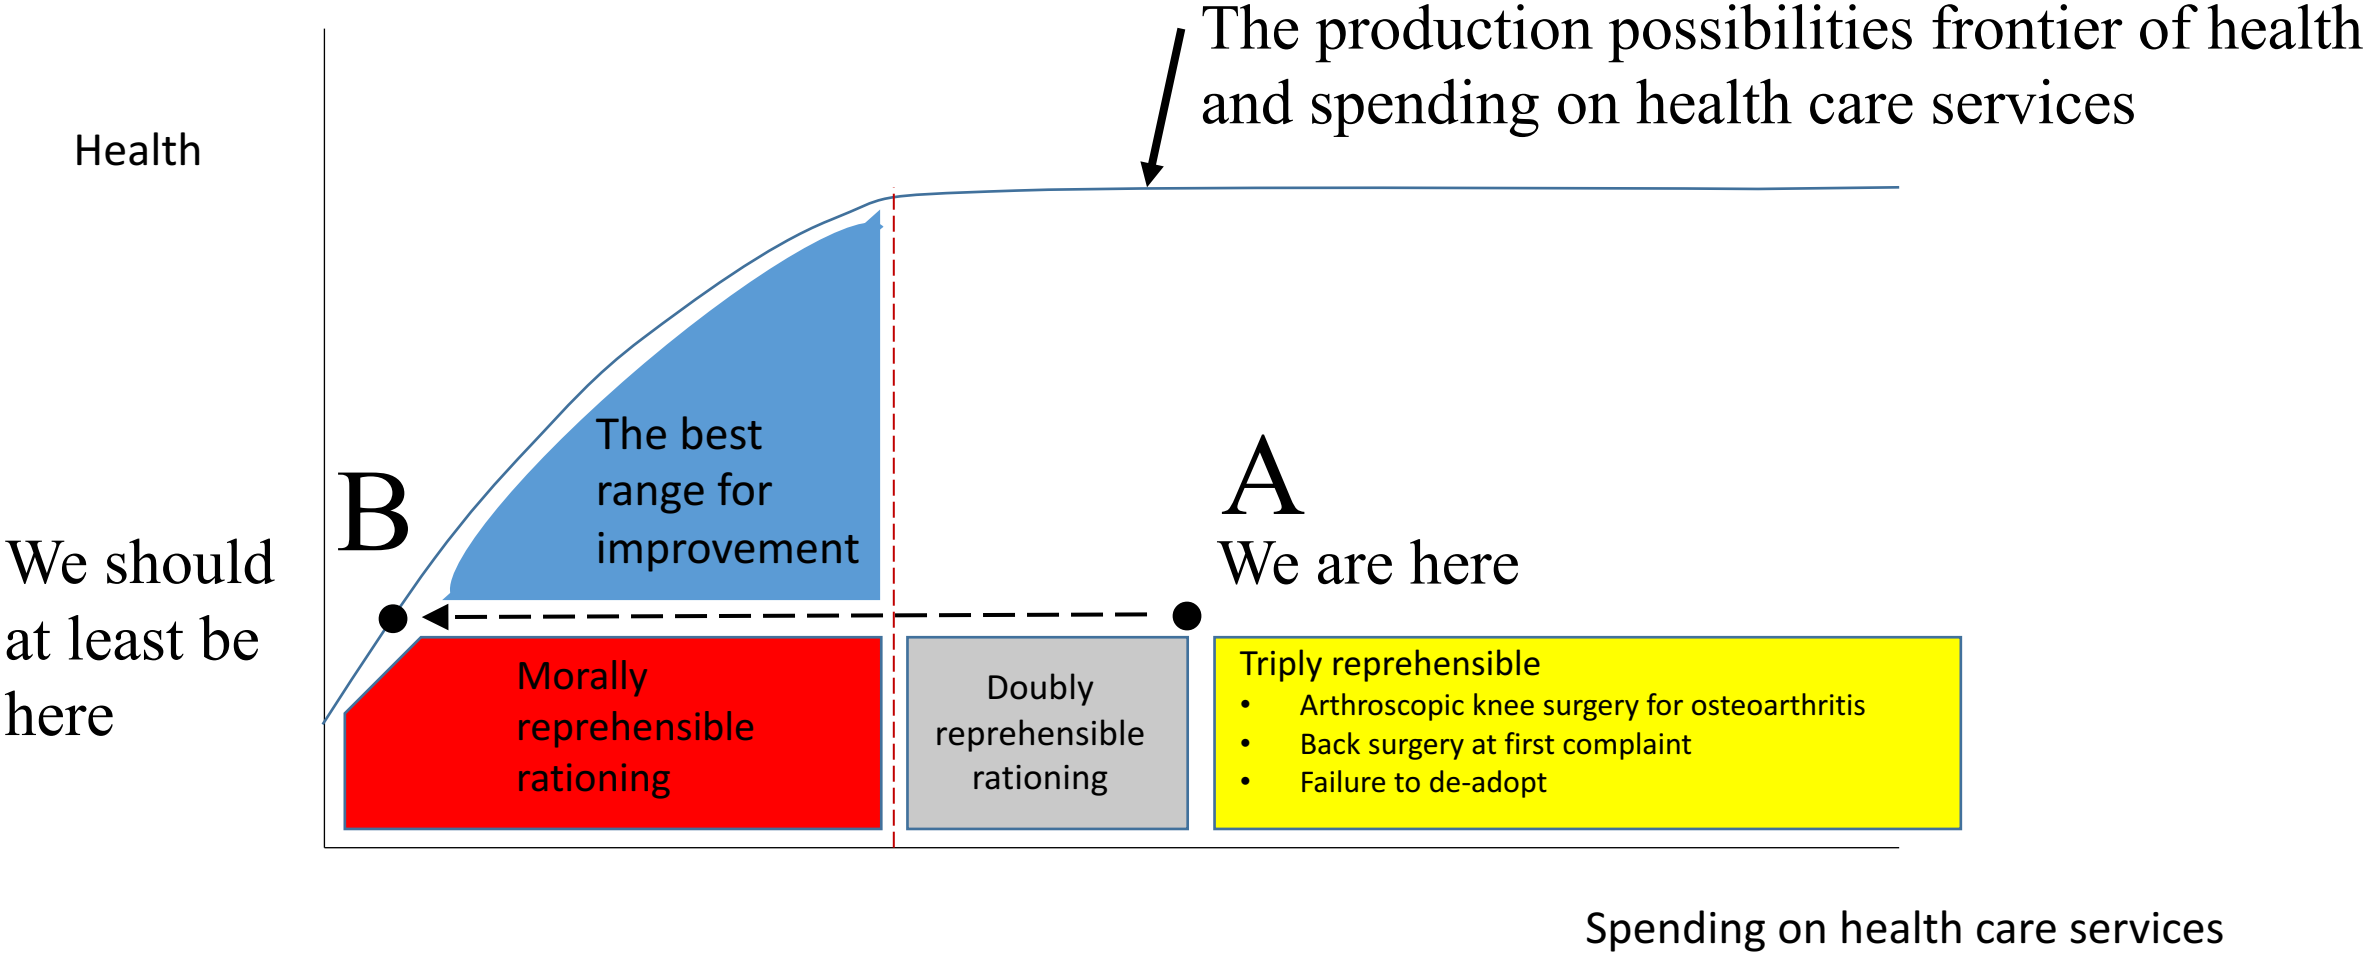 The production possibilities frontier of health
and spending on health care services
Health
The best
range for
improvement
B
A
We are here
We should
at least be
here
Morally
reprehensible
rationing
Doubly
reprehensible
rationing
Triply reprehensible
• Arthroscopic knee surgery for osteoarthritis
• Back surgery at first complaint
• Failure to de-adopt
Spending on health care services